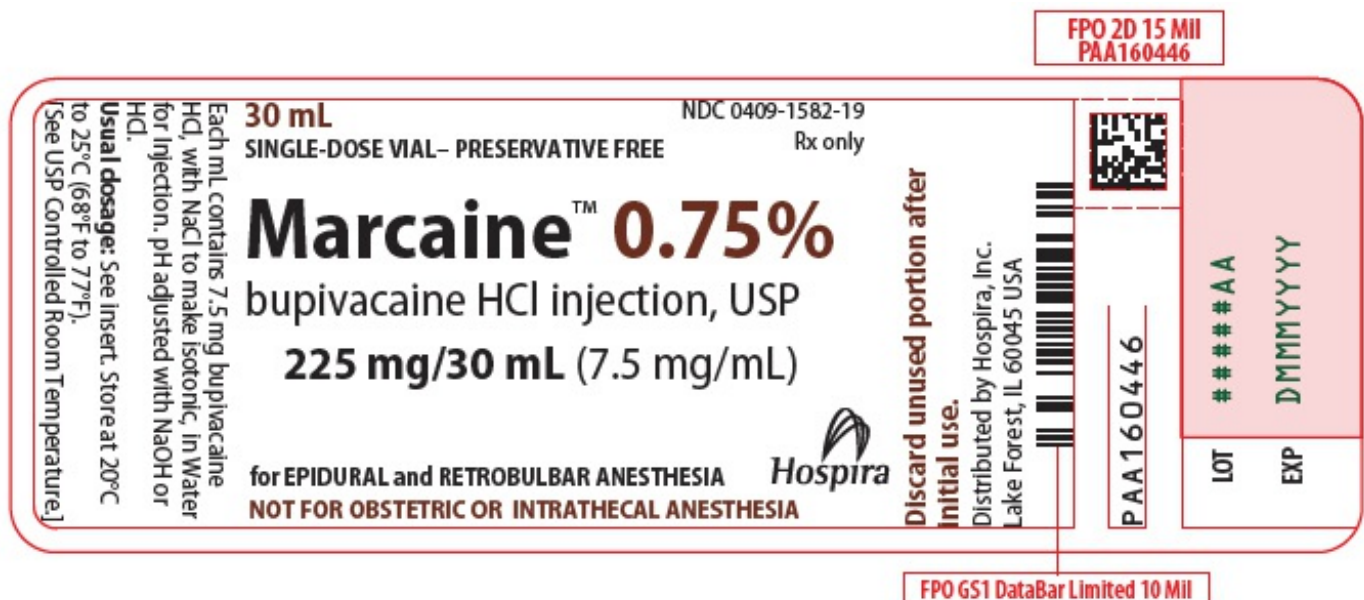 FPO 2D 15 Mil
PAA160446
Each mL contains 7.5 mg bupivacaine
HCl, with NaCl to make isotonic, in Water
for Injection. pH adjusted with NaOH or
HCl.
Usual dosage: See insert. Store at 20°C
to 25°C (68°F to 77°F).
[See USP Controlled Room Temperature.]
30 mL
NDC 0409-1582-19
SINGLE-DOSE VIAL– PRESERVATIVE FREE
Rx only
Marcaine™ 0.75%
bupivacaine HCl injection, USP
225 mg/30 mL (7.5 mg/mL)
Hospira
for EPIDURAL and RETROBULBAR ANESTHESIA
NOT FOR OBSTETRIC OR INTRATHECAL ANESTHESIA
Discard unused portion after
initial use.
Distributed by Hospira, Inc.
Lake Forest, IL 60045 USA
PAA160446
LOT #####AA
EXP DMMMYYYY
FPO GS1 DataBar Limited 10 Mil